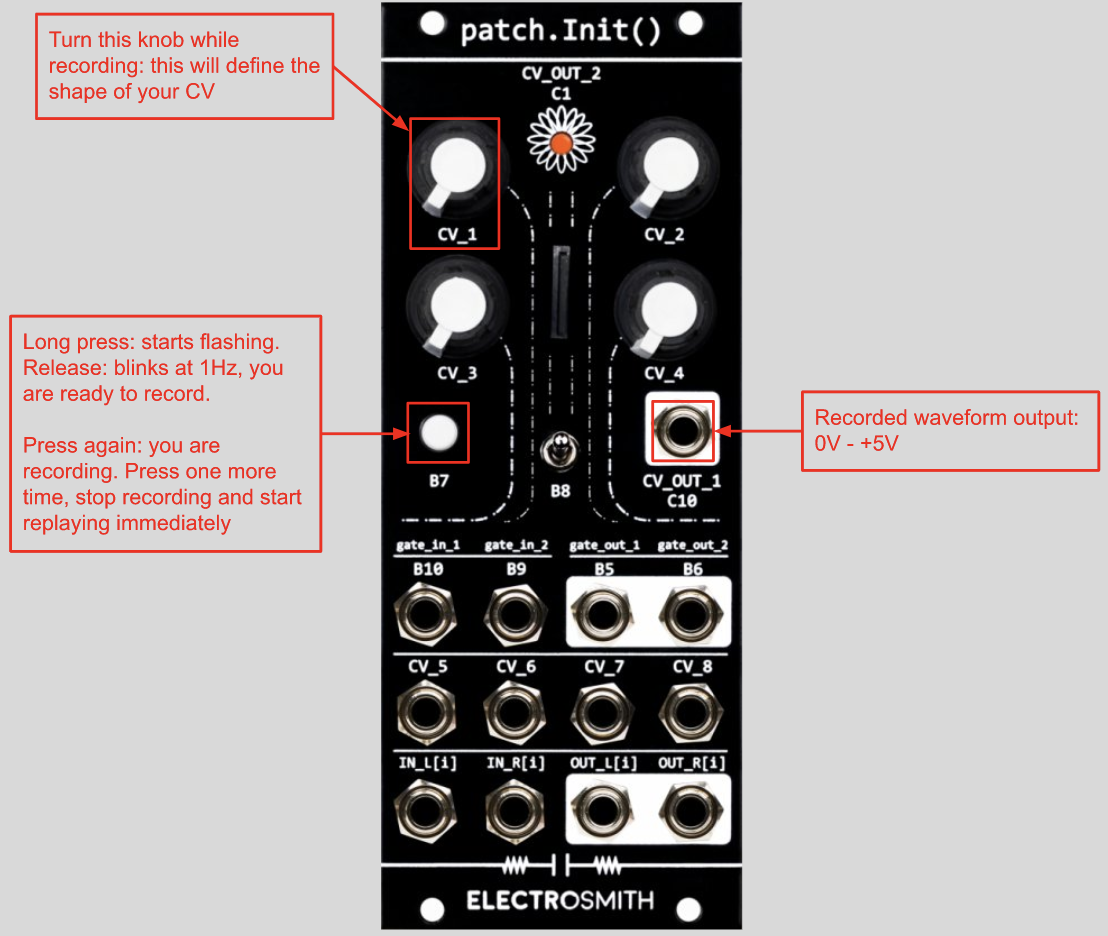 patch.Init()
Turn this knob while
recording: this will define the
shape of your CV
CV_OUT_2
C1
CV_1
CV_2
CV_3
CV_4
Long press: starts flashing.
Release: blinks at 1Hz, you
are ready to record.
Press again: you are
recording. Press one more
time, stop recording and start
replaying immediately
Recorded waveform output:
0V - +5V
B7
B8
CV_OUT_1
C10
gate_in_1 gate_in_2 gate_out_1 gate_out_2
B10 B9 B5 B6
CV_5 CV_6 CV_7 CV_8
IN_L[i] IN_R[i] OUT_L[i] OUT_R[i]
ELECTROSMITH